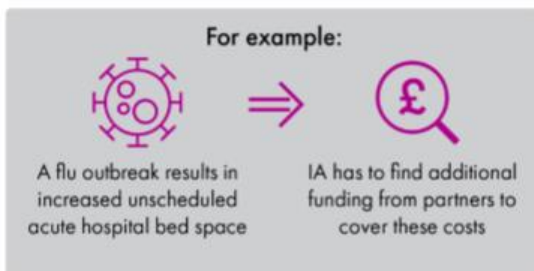 For example:
£
A flu outbreak results in
increased unscheduled
acute hospital bed space
IA has to find additional
funding from partners to
cover these costs